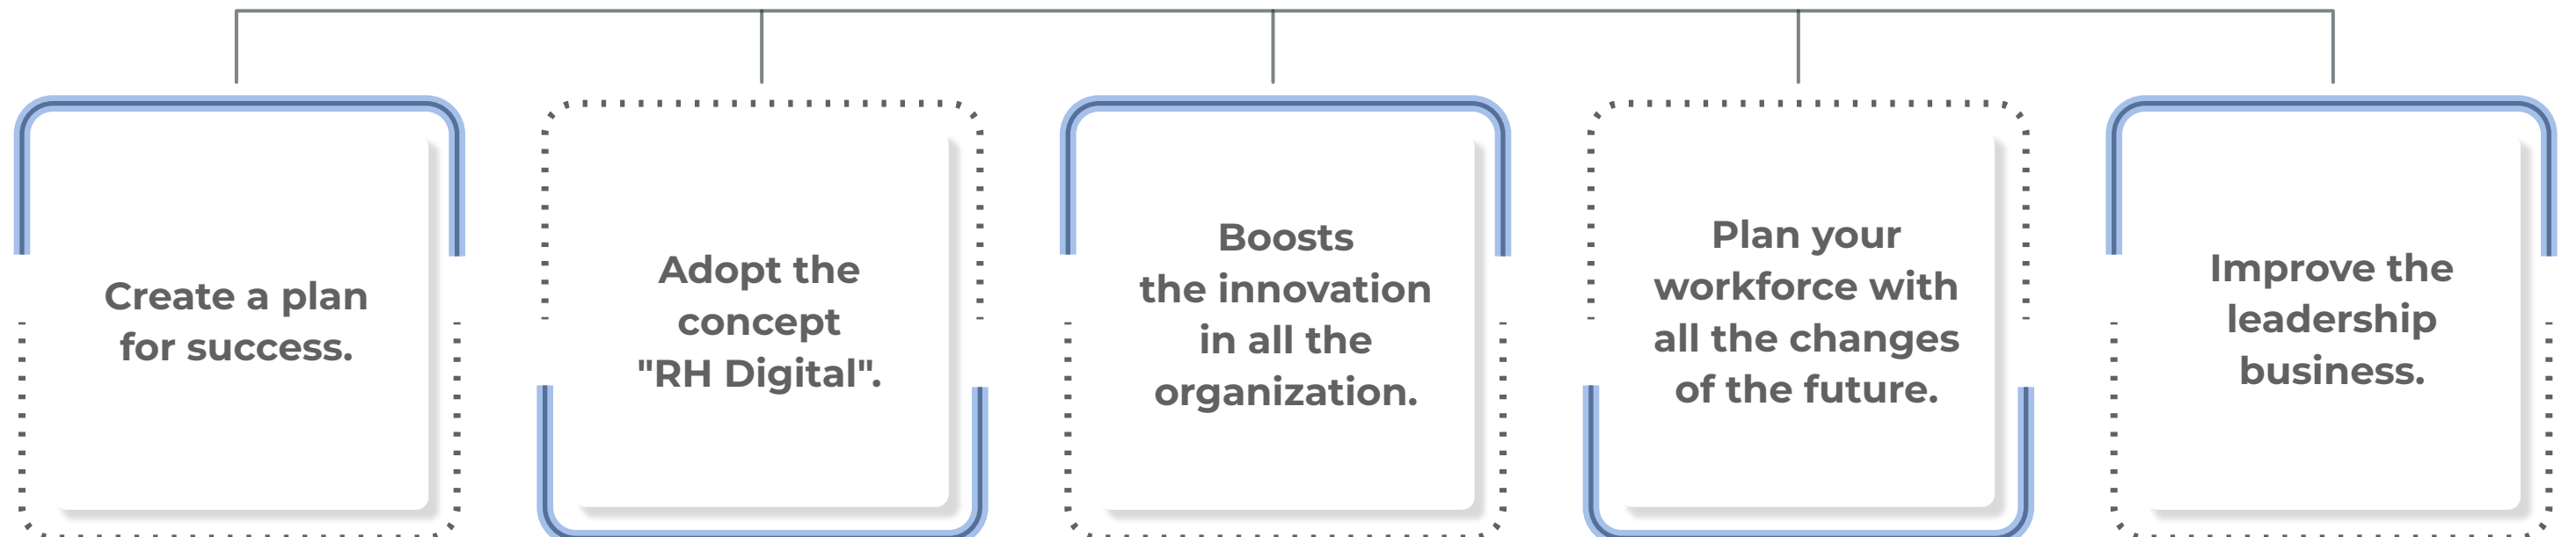 Create a plan
for success.
Adopt the
concept
"RH Digital".
Boosts
the innovation
in all the
organization.
Plan your
workforce with
all the changes
of the future.
Improve the
leadership
business.